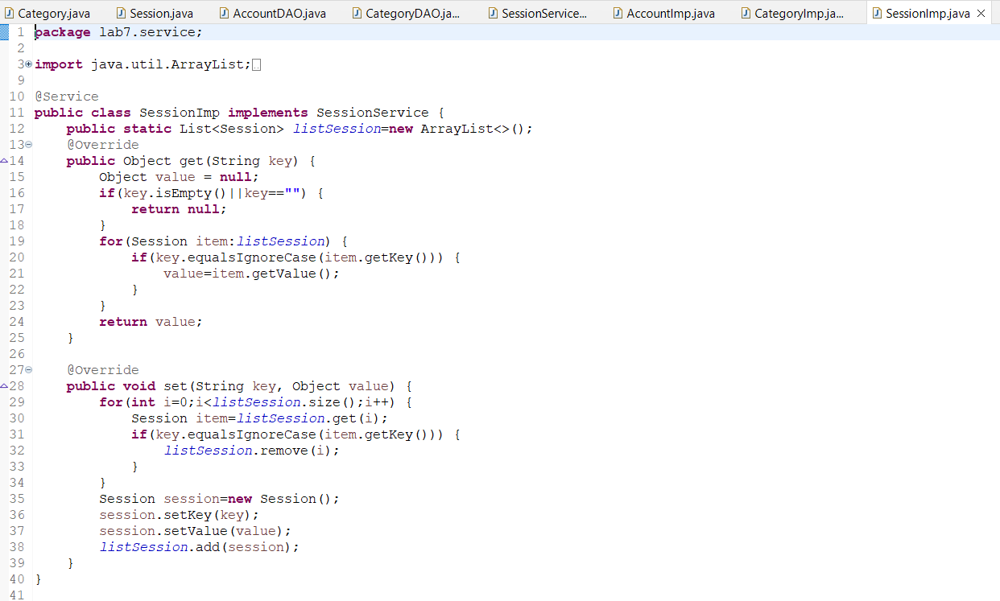 Category.java Session.java AccountDAO.java CategoryDAO.ja... SessionService... AccountImp.java CategoryImp.ja... SessionImp.java
1 package lab7.service;
2
3 import java.util.ArrayList;
9
10 @Service
11 public class SessionImp implements SessionService {
12     public static List<Session> listSession=new ArrayList<>();
13     @Override
14     public Object get(String key) {
15         Object value = null;
16         if(key.isEmpty()||key=="") {
17             return null;
18         }
19         for(Session item:listSession) {
20             if(key.equalsIgnoreCase(item.getKey())) {
21                 value=item.getValue();
22             }
23         }
24         return value;
25     }
26
27     @Override
28     public void set(String key, Object value) {
29         for(int i=0;i<listSession.size();i++) {
30             Session item=listSession.get(i);
31             if(key.equalsIgnoreCase(item.getKey())) {
32                 listSession.remove(i);
33             }
34         }
35         Session session=new Session();
36         session.setKey(key);
37         session.setValue(value);
38         listSession.add(session);
39     }
40 }
41